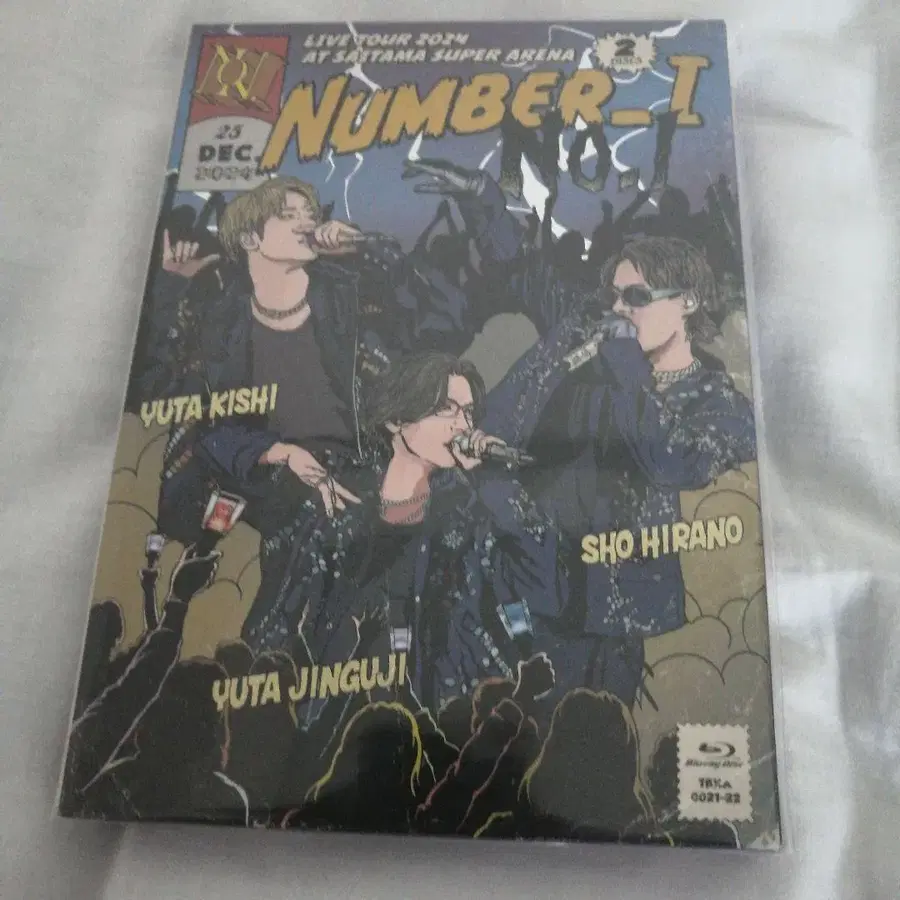 LIVE TOUR 2024
AT SAITAMA SUPER ARENA
2
DISCS
NUMBER_I
No.I
25
DEC.
2024
YUTA KISHI
SHO HIRANO
YUTA JINGUJI
Blu-ray Disc
TBXA
0021-22